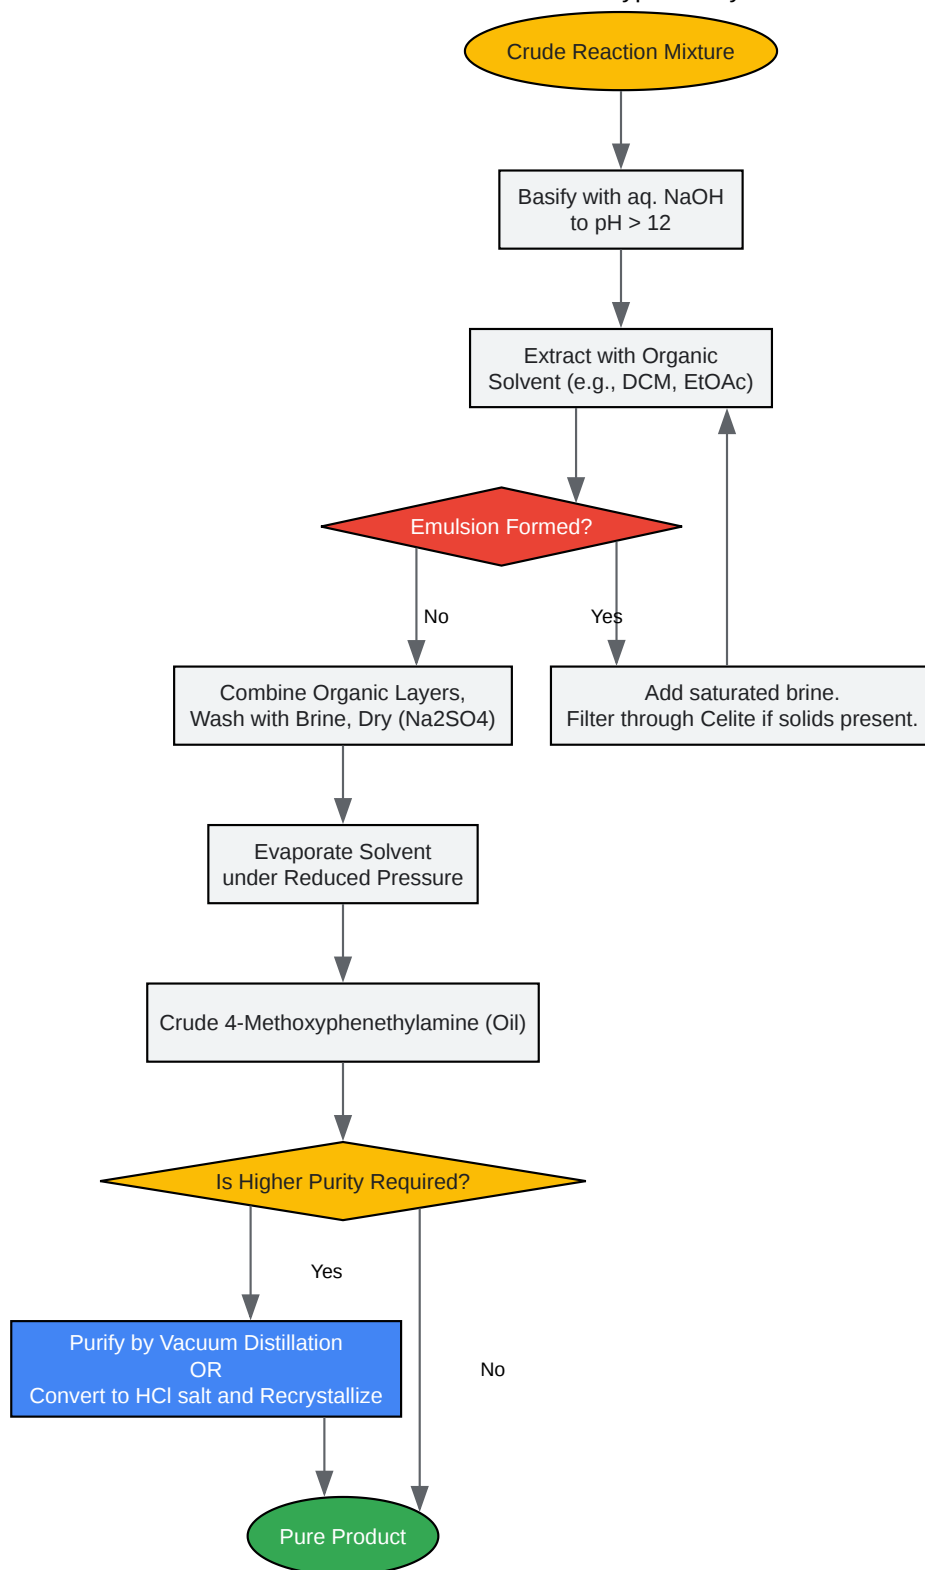 Crude Reaction Mixture
Basify with aq. NaOH
to pH > 12
Extract with Organic
Solvent (e.g., DCM, EtOAc)
Emulsion Formed?
No
Yes
Combine Organic Layers,
Wash with Brine, Dry (Na2SO4)
Add saturated brine.
Filter through Celite if solids present.
Evaporate Solvent
under Reduced Pressure
Crude 4-Methoxyphenethylamine (Oil)
Is Higher Purity Required?
Yes
Purify by Vacuum Distillation
OR
Convert to HCl salt and Recrystallize
No
Pure Product